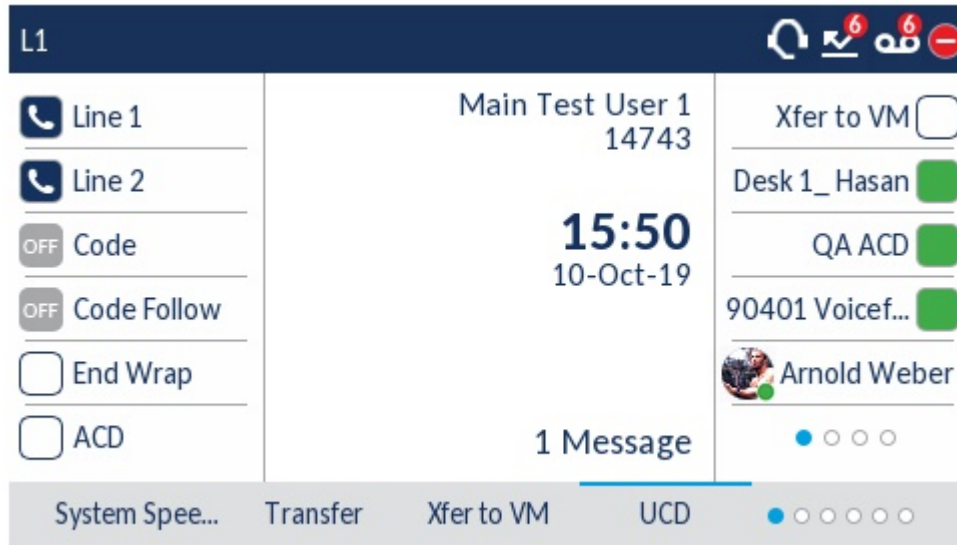 L1
6
6
Line 1
Line 2
OFF Code
OFF Code Follow
End Wrap
ACD
Main Test User 1
14743
15:50
10-Oct-19
1 Message
Xfer to VM
Desk 1_ Hasan
QA ACD
90401 Voicef...
Arnold Weber
System Spee... Transfer Xfer to VM UCD